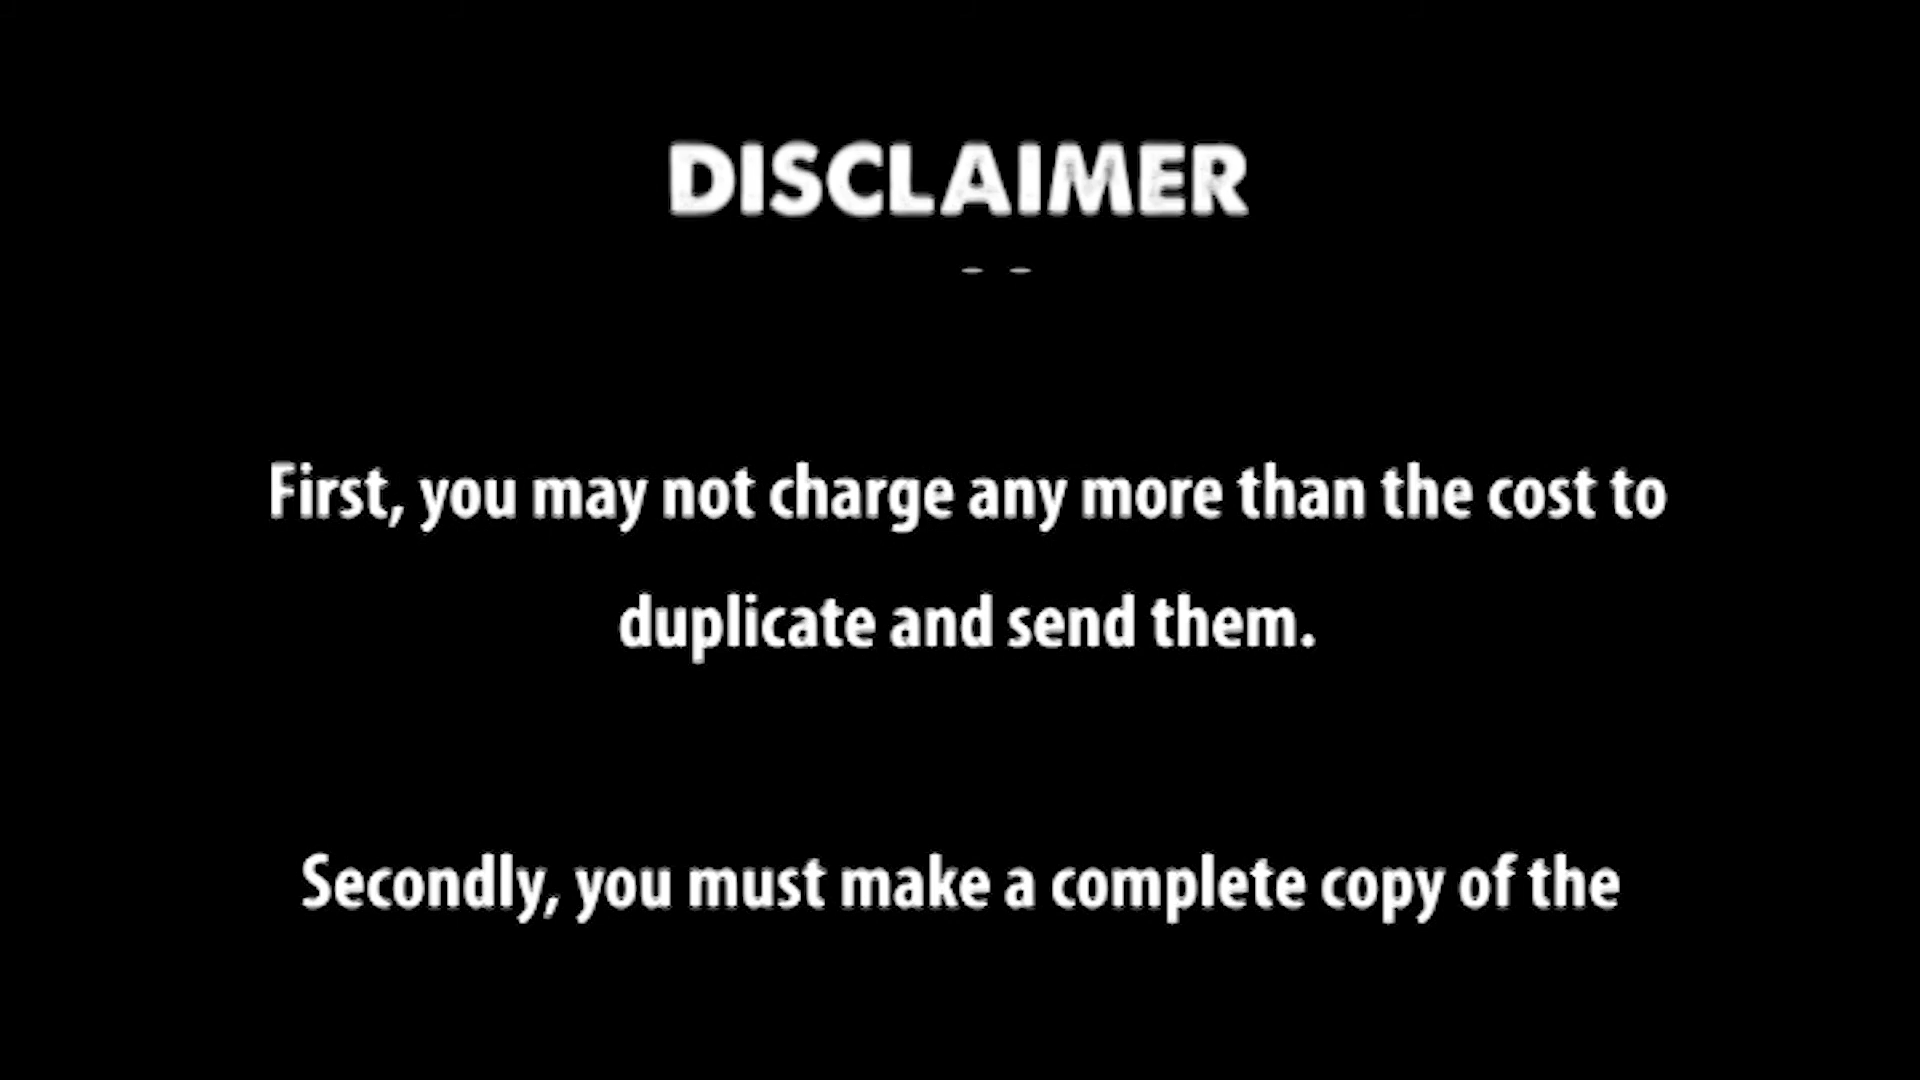 DISCLAIMER
First, you may not charge any more than the cost to
duplicate and send them.
Secondly, you must make a complete copy of the